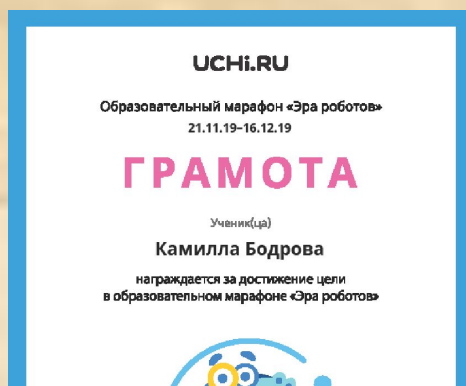 UCHi.RU
Образовательный марафон «Эра роботов»
21.11.19–16.12.19
ГРАМОТА
Ученик(ца)
Камилла Бодрова
награждается за достижение цели
в образовательном марафоне «Эра роботов»